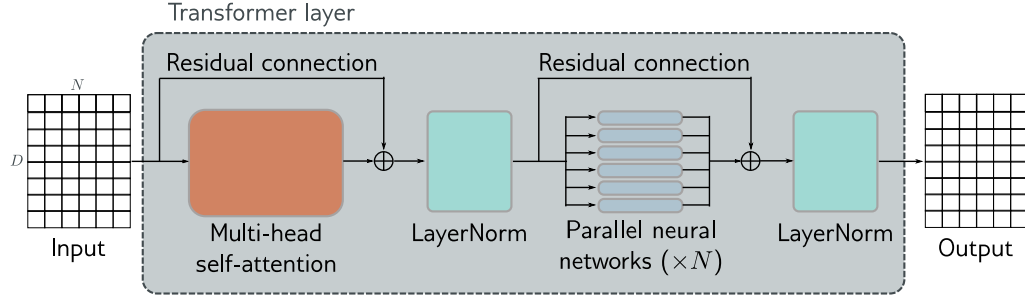 Transformer layer
Residual connection
Residual connection
N
D
Input
Multi-head
self-attention
LayerNorm
Parallel neural
networks (×N)
LayerNorm
Output